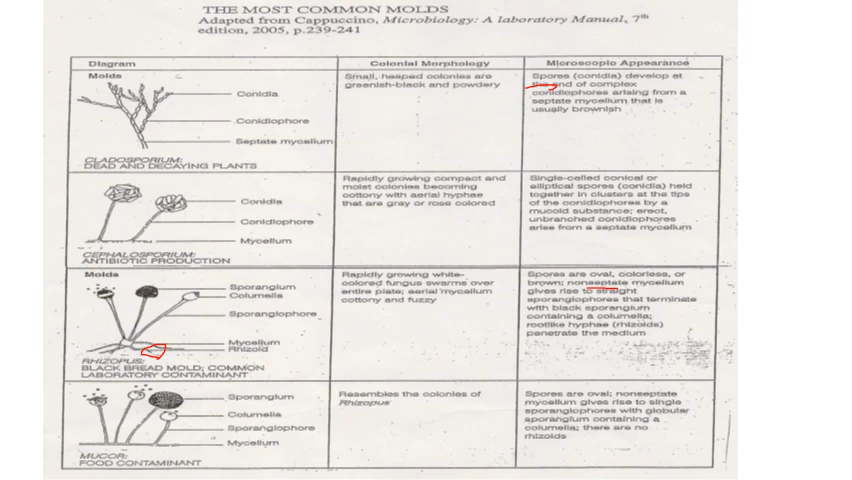 THE MOST COMMON MOLDS
Adapted from Cappuccino, Microbiology: A laboratory Manual, 7th
edition, 2005, p.239-241
Diagram
Colonial Morphology
Microscopic Appearance
Molds
Conidia
Conidiophore
Septate mycelium
CLADOSPORIUM:
DEAD AND DECAYING PLANTS
Small, heaped colonies are
greenish-black and powdery
Spores (conidia) develop at
the end of complex
conidiophores arising from a
septate mycelium that is
usually brownish
Conidia
Conidiophore
Mycelium
CEPHALOSPORIUM:
ANTIBIOTIC PRODUCTION
Rapidly growing compact and
moist colonies becoming
cottony with aerial hyphae
that are gray or rose colored
Single-celled conical or
elliptical spores (conidia) held
together in clusters at the tips
of the conidiophores by a
mucoid substance; erect,
unbranched conidiophores
arise from a septate mycelium
Molds
Sporangium
Columella
Sporangiophore
Mycelium
Rhizoid
RHIZOPUS:
BLACK BREAD MOLD; COMMON
LABORATORY CONTAMINANT
Rapidly growing white-
colored fungus swarms over
entire plate; aerial mycelium
cottony and fuzzy
Spores are oval, colorless, or
brown; nonseptate mycelium
gives rise to straight
sporangiophores that terminate
with black sporangium
containing a columella;
rootlike hyphae (rhizoids)
penetrate the medium
Sporangium
Columella
Sporangiophore
Mycelium
MUCOR:
FOOD CONTAMINANT
Resembles the colonies of
Rhizopus
Spores are oval; nonseptate
mycelium gives rise to single
sporangiophores with globular
sporangium containing a
columella; there are no
rhizoids